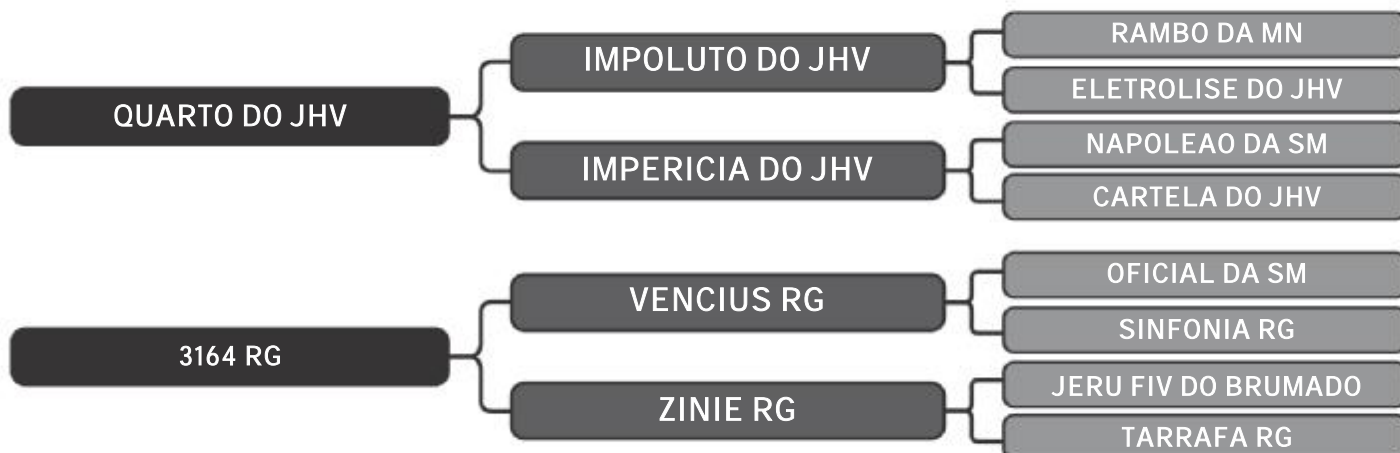 QUARTO DO JHV
IMPOLUTO DO JHV
RAMBO DA MN
ELETROLISE DO JHV
IMPERICIA DO JHV
NAPOLEAO DA SM
CARTELA DO JHV
3164 RG
VENCIUS RG
OFICIAL DA SM
SINFONIA RG
ZINIE RG
JERU FIV DO BRUMADO
TARRAFA RG